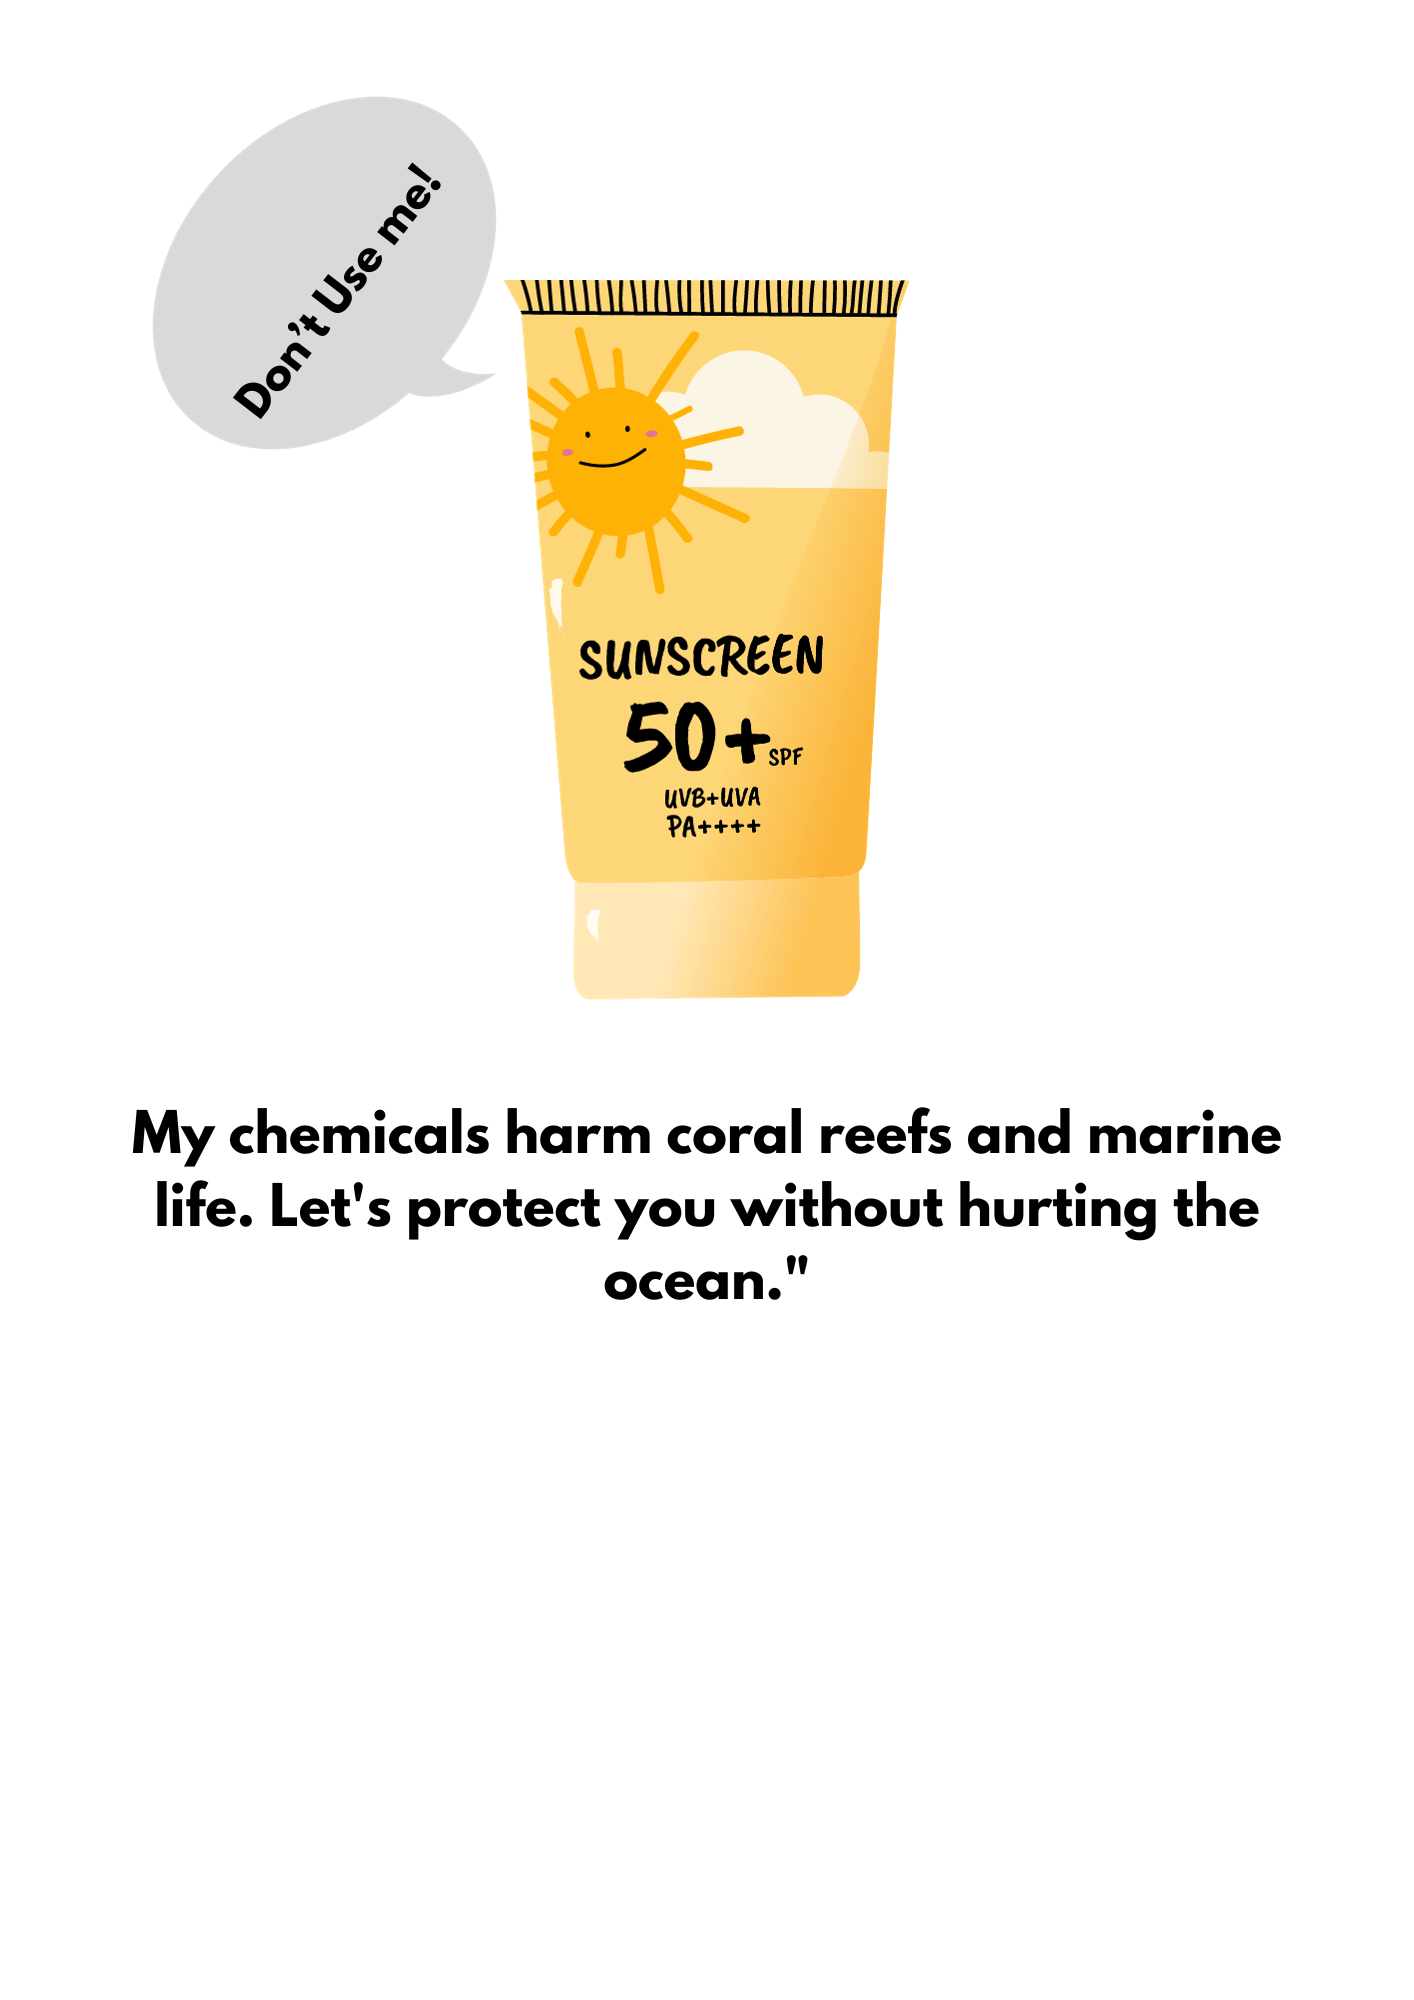 Don’t Use me!
SUNSCREEN
50+SPF
UVB+UVA
PA++++
My chemicals harm coral reefs and marine
life. Let's protect you without hurting the
ocean."